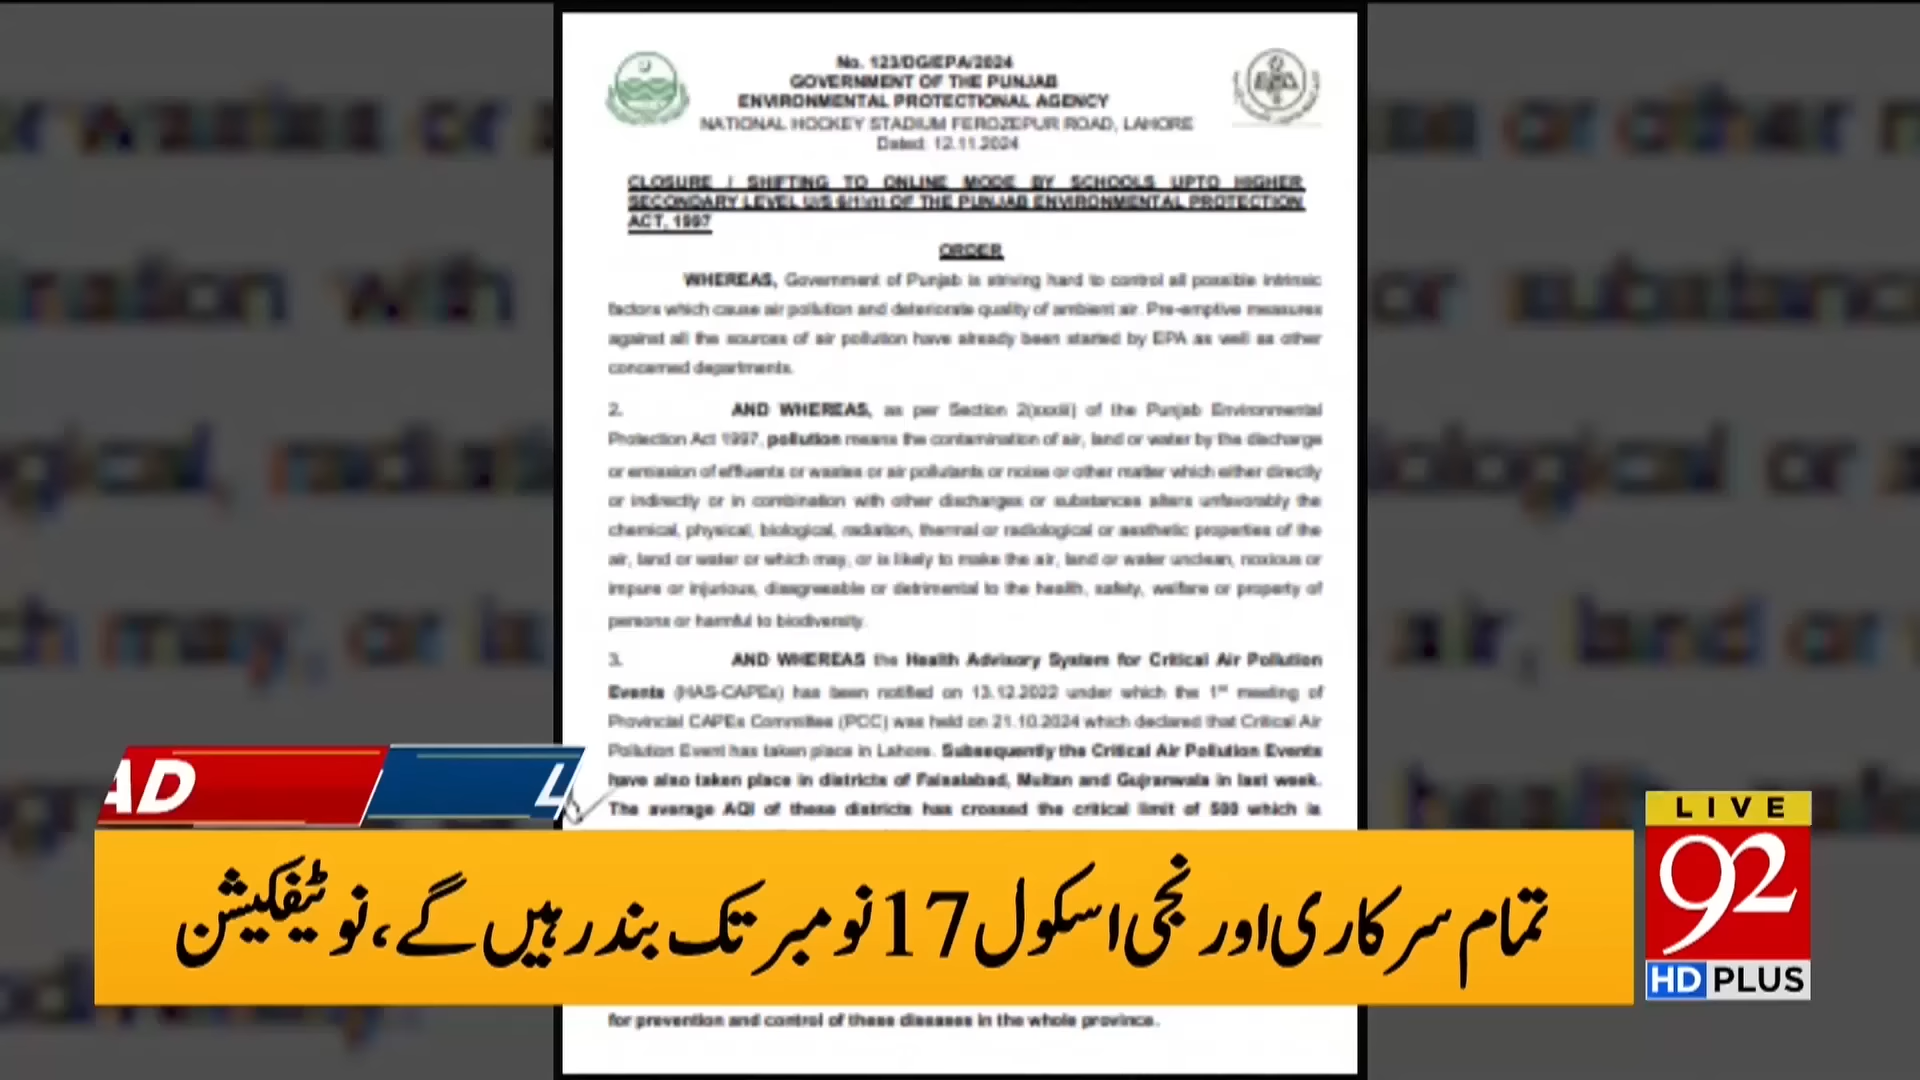 No. 123/DG/EPA/2024
GOVERNMENT OF THE PUNJAB
ENVIRONMENTAL PROTECTIONAL AGENCY
NATIONAL HOCKEY STADIUM FEROZEPUR ROAD, LAHORE
Dated: 12.11.2024
CLOSURE / SHIFTING TO ONLINE MODE BY SCHOOLS UPTO HIGHER
SECONDARY LEVEL U/S 6(1)(t) OF THE PUNJAB ENVIRONMENTAL PROTECTION
ACT, 1997
ORDER
WHEREAS, Government of Punjab is striving hard to control all possible intrinsic
factors which cause air pollution and deteriorate quality of ambient air. Pre-emptive measures
against all the sources of air pollution have already been started by EPA as well as other
concerned departments.
2. AND WHEREAS, as per Section 2(xxxiii) of the Punjab Environmental
Protection Act 1997, pollution means the contamination of air, land or water by the discharge
or emission of effluents or wastes or air pollutants or noise or other matter which either directly
or indirectly or in combination with other discharges or substances alters unfavorably the
chemical, physical, biological, radiation, thermal or radiological or aesthetic properties of the
air, land or water or which may, or is likely to make the air, land or water unclean, noxious or
impure or injurious, disagreeable or detrimental to the health, safety, welfare or property of
persons or harmful to biodiversity.
3. AND WHEREAS the Health Advisory System for Critical Air Pollution
Events (HAS-CAPEs) has been notified on 13.12.2022 under which the 1st meeting of
Provincial CAPEs Committee (PCC) was held on 21.10.2024 which declared that Critical Air
Pollution Event has taken place in Lahore. Subsequently the Critical Air Pollution Events
have also taken place in districts of Faisalabad, Multan and Gujranwala in last week.
The average AQI of these districts has crossed the critical limit of 500 which is
AD
L
LIVE
92
HD PLUS
تمام سرکاری اور نجی اسکول 17 نومبر تک بند رہیں گے، نوٹیفکیشن
for prevention and control of these diseases in the whole province.